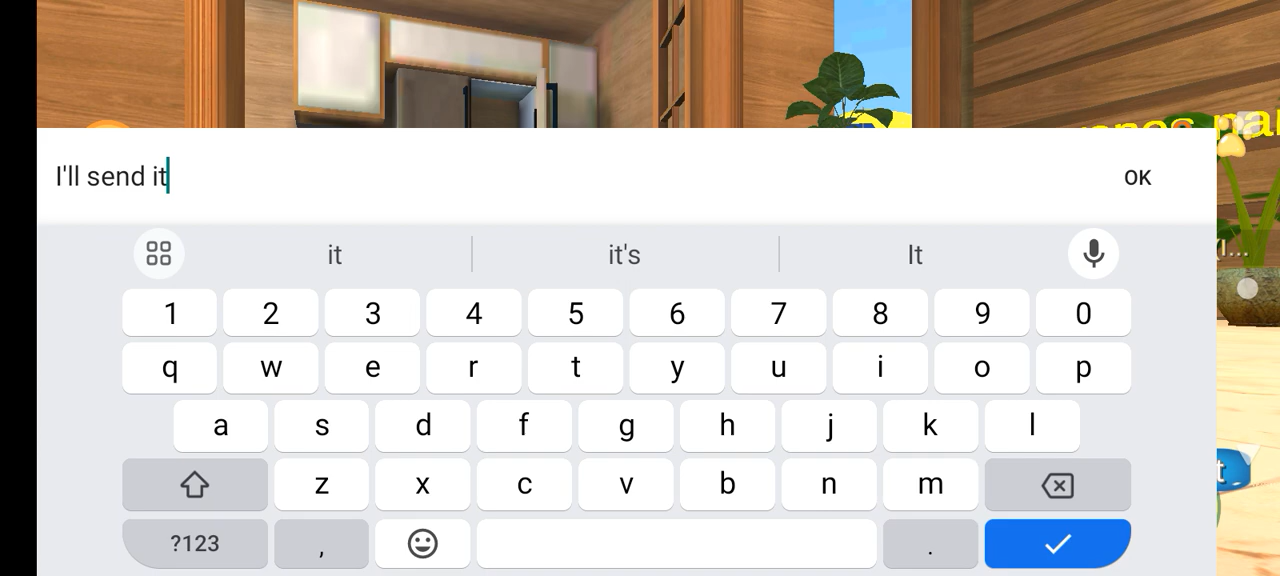 I'll send it
OK
it
it's
It
1 2 3 4 5 6 7 8 9 0
q w e r t y u i o p
a s d f g h j k l
z x c v b n m
?123 , .